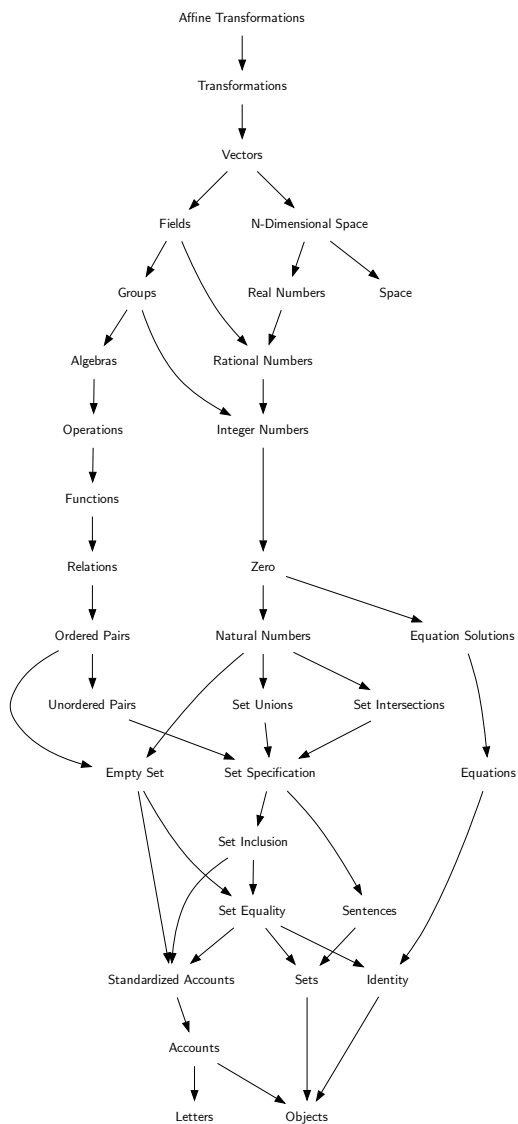 Affine Transformations
Transformations
Vectors
Fields
N-Dimensional Space
Groups
Real Numbers
Space
Algebras
Rational Numbers
Operations
Integer Numbers
Functions
Relations
Zero
Ordered Pairs
Natural Numbers
Equation Solutions
Unordered Pairs
Set Unions
Set Intersections
Empty Set
Set Specification
Equations
Set Inclusion
Set Equality
Sentences
Standardized Accounts
Sets
Identity
Accounts
Letters
Objects